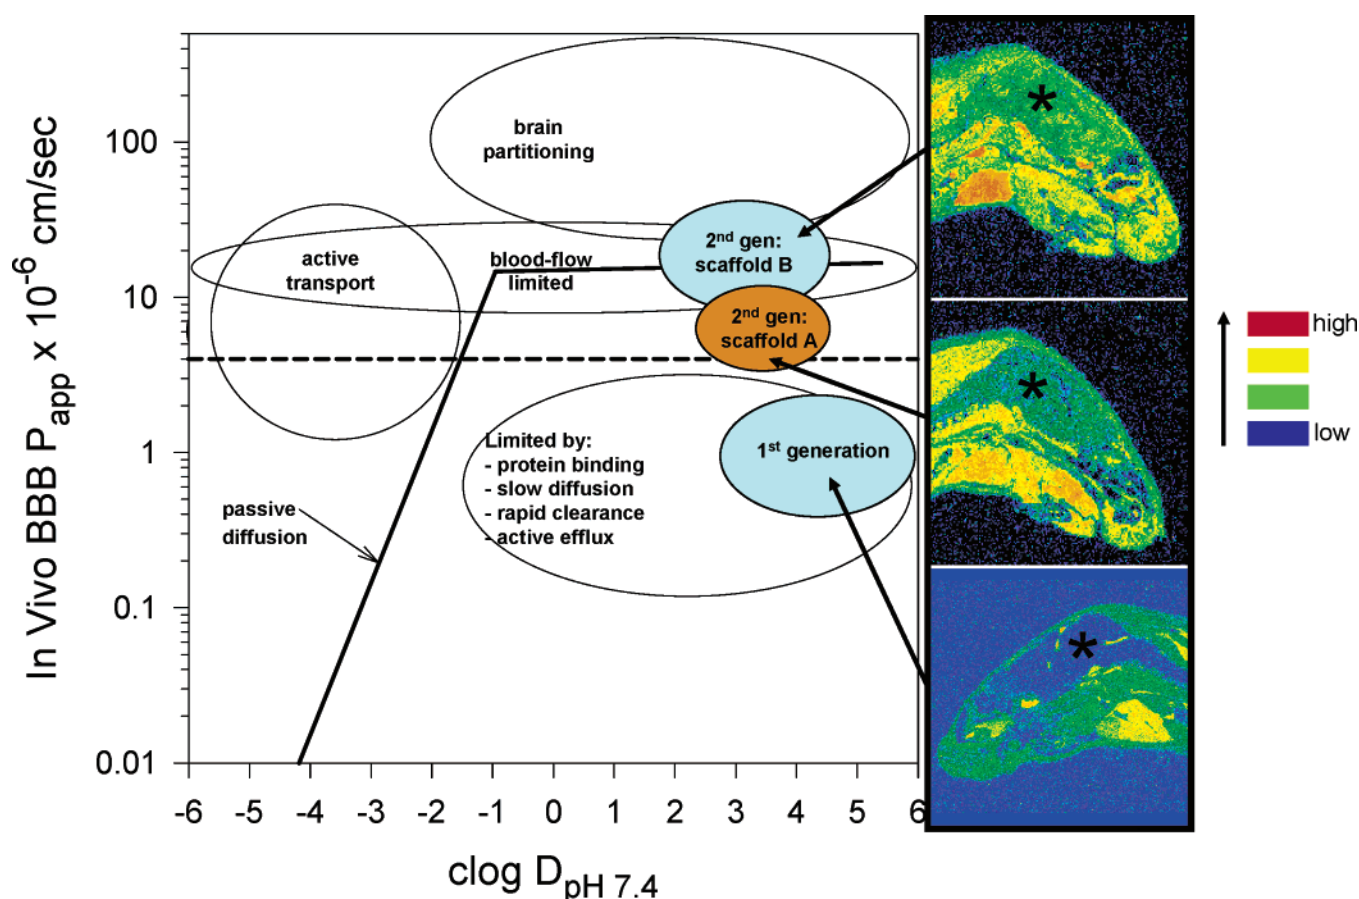 In Vivo BBB Papp x 10-6 cm/sec
100
10
1
0.1
0.01
brain
partitioning
active
transport
blood-flow
limited
2nd gen:
scaffold B
2nd gen:
scaffold A
Limited by:
- protein binding
- slow diffusion
- rapid clearance
- active efflux
1st generation
passive
diffusion
-6 -5 -4 -3 -2 -1 0 1 2 3 4 5 6
clog DpH 7.4
*
*
*
high
low